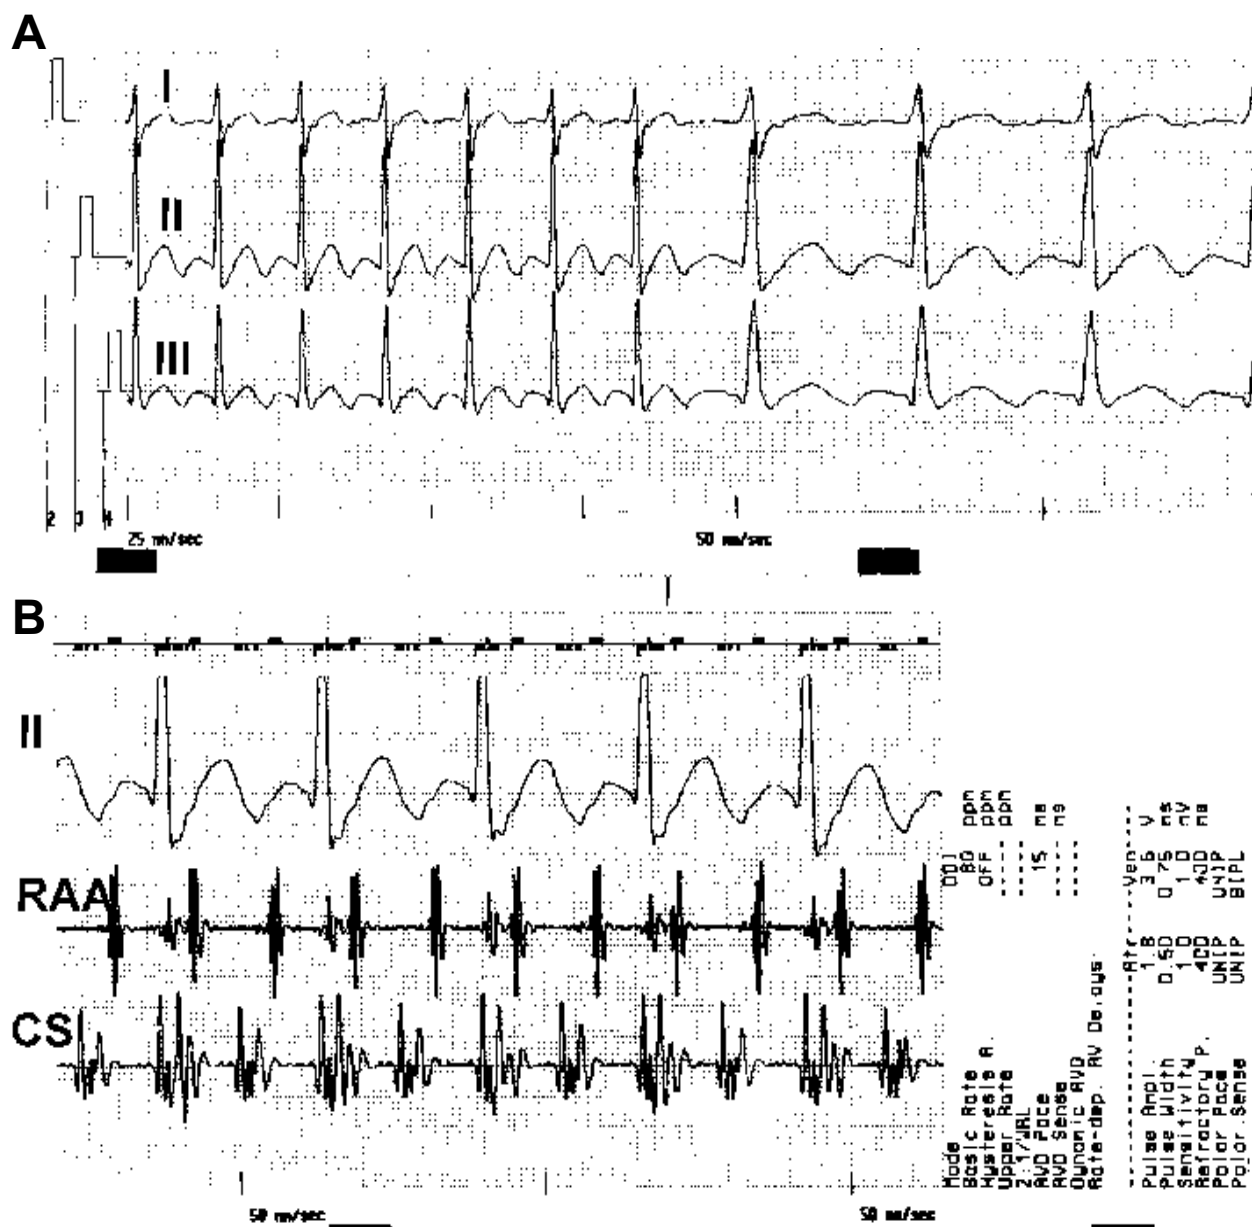 A
I
II
III
2 3 4
25 mm/sec
50 mm/sec
B
II
RAA
CS
50 mm/sec
50 mm/sec
Mode DDI
Basic Rate 80 ppm
Hysteresis R. OFF ppm
Upper Rate ----- ppm
AVD Pace 15 ms
AVD Sense ----- ms
Dynamic AVD -----
Rate-dep. AV Delays
Atr Ven
Pulse Ampl. 1.8 3.6 V
Pulse Width 0.50 0.75 ms
Sensitivity 1.0 1.0 mV
Refractory P. 400 400 ms
Polar.Pace UNIP UNIP
Polar.Sense UNIP BIPL